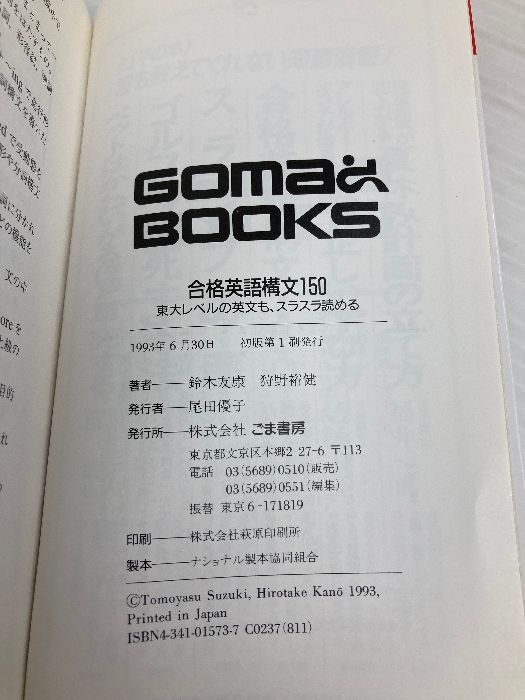 GOMA
BOOKS
合格英語構文150
東大レベルの英文も、スラスラ読める
1993年6月30日 初版第1刷発行
著者――鈴木友康 狩野裕健
発行者――尾田優子
発行所――株式会社 ごま書房
東京都文京区本郷2-27-6 〒113
電話 03(5689)0510(販売)
03(5689)0551(編集)
振替 東京6-171819
印刷――株式会社萩原印刷所
製本――ナショナル製本協同組合
©Tomoyasu Suzuki, Hirotake Kanō 1993,
Printed in Japan
ISBN4-341-01573-7 C0237(811)